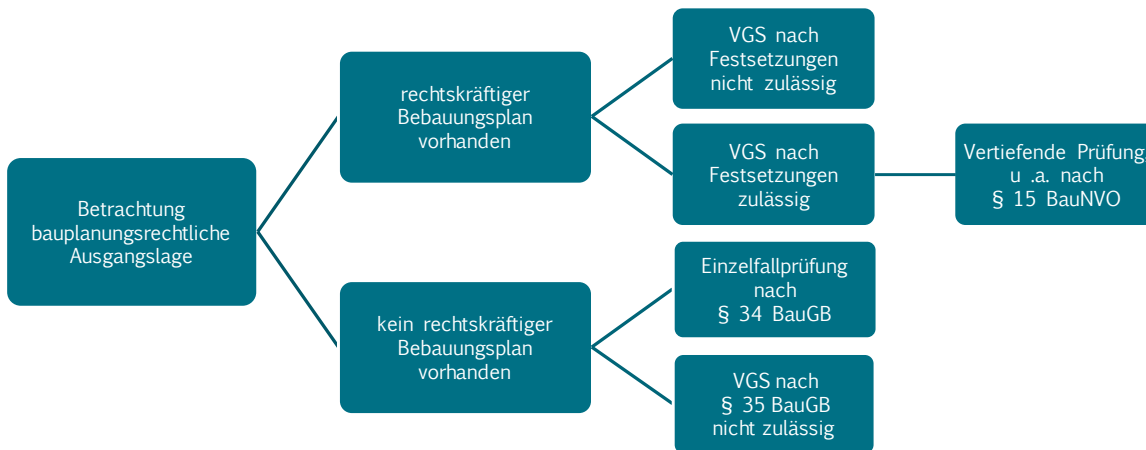 Betrachtung
bauplanungsrechtliche
Ausgangslage
rechtskräftiger
Bebauungsplan
vorhanden
VGS nach
Festsetzungen
nicht zulässig
VGS nach
Festsetzungen
zulässig
Vertiefende Prüfung
u .a. nach
§ 15 BauNVO
kein rechtskräftiger
Bebauungsplan
vorhanden
Einzelfallprüfung
nach
§ 34 BauGB
VGS nach
§ 35 BauGB
nicht zulässig